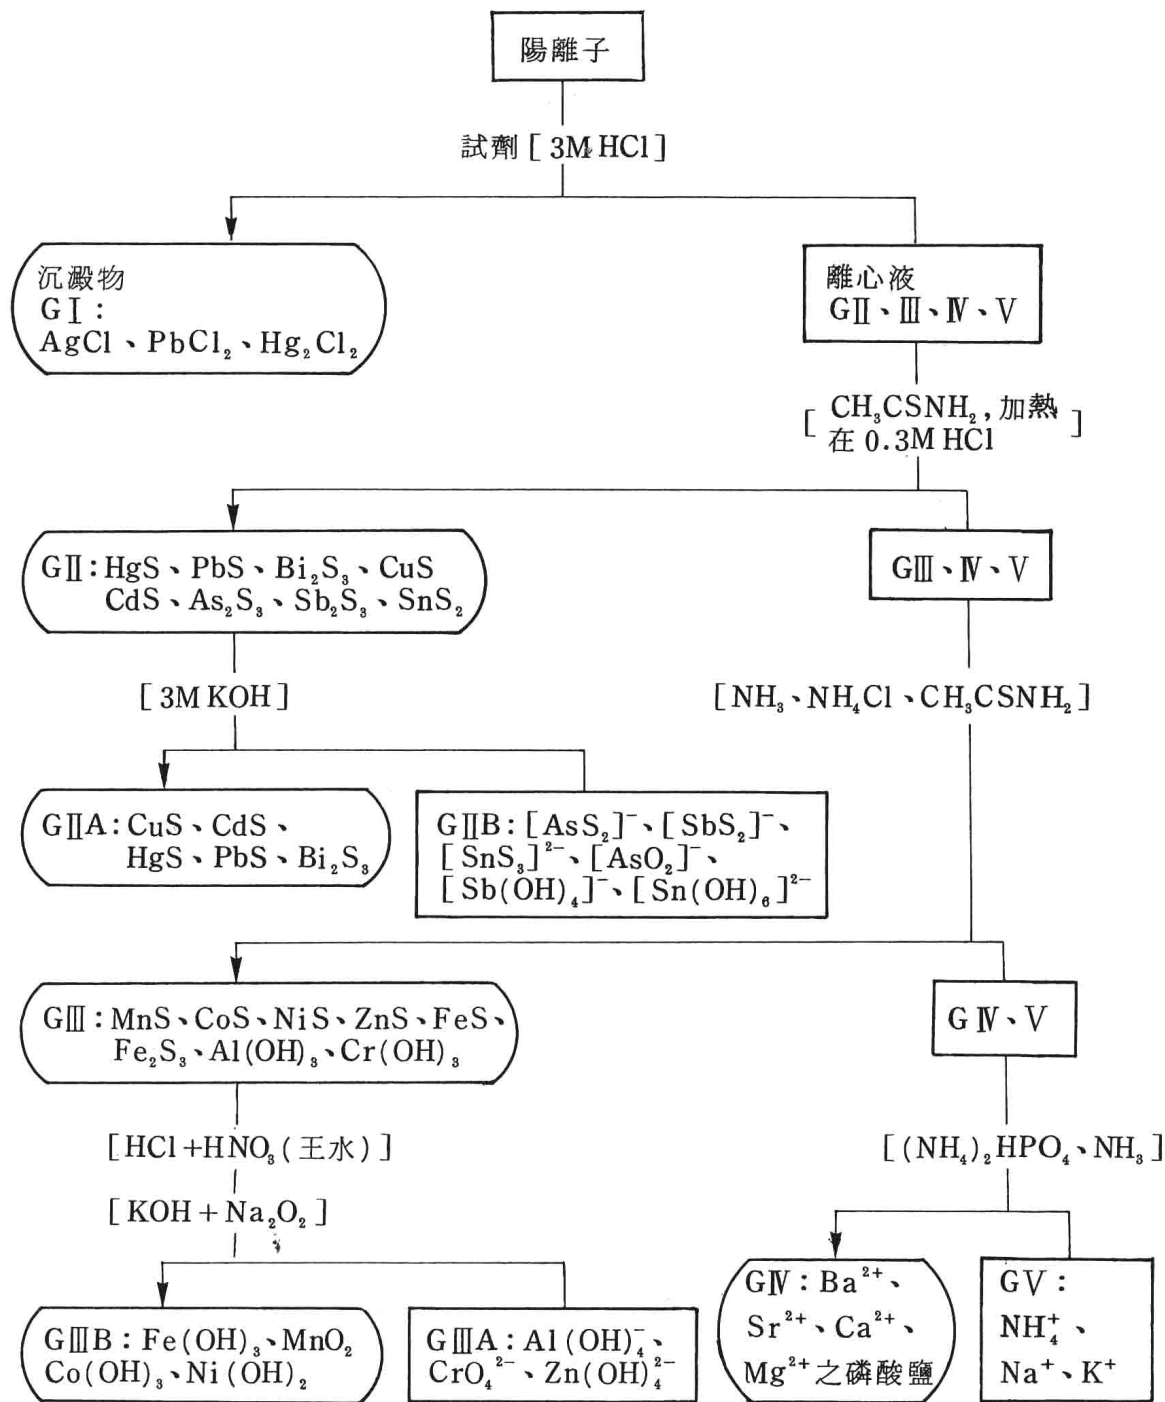 陽離子
試劑[3M HCl]
沉澱物
GⅠ:
AgCl、PbCl₂、Hg₂Cl₂
離心液
GⅡ、Ⅲ、Ⅳ、Ⅴ
[CH₃CSNH₂,加熱
在 0.3M HCl]
GⅡ:HgS、PbS、Bi₂S₃、CuS
CdS、As₂S₃、Sb₂S₃、SnS₂
GⅢ、Ⅳ、Ⅴ
[3M KOH]
[NH₃、NH₄Cl、CH₃CSNH₂]
GⅡA:CuS、CdS、
HgS、PbS、Bi₂S₃
GⅡB:[AsS₂]⁻、[SbS₂]⁻、
[SnS₃]²⁻、[AsO₂]⁻、
[Sb(OH)₄]⁻、[Sn(OH)₆]²⁻
GⅢ:MnS、CoS、NiS、ZnS、FeS、
Fe₂S₃、Al(OH)₃、Cr(OH)₃
GⅣ、Ⅴ
[HCl+HNO₃(王水)]
[KOH+Na₂O₂]
[(NH₄)₂HPO₄、NH₃]
GⅢB:Fe(OH)₃、MnO₂
Co(OH)₃、Ni(OH)₂
GⅢA:Al(OH)₄⁻、
CrO₄²⁻、Zn(OH)₄²⁻
GⅣ:Ba²⁺、
Sr²⁺、Ca²⁺、
Mg²⁺之磷酸鹽
GⅤ:
NH₄⁺、
Na⁺、K⁺